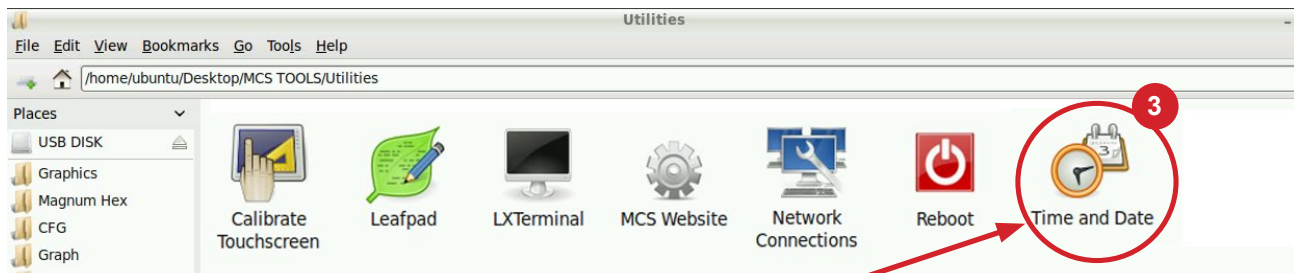 Utilities
File Edit View Bookmarks Go Tools Help
/home/ubuntu/Desktop/MCS TOOLS/Utilities
Places
USB DISK
Graphics
Magnum Hex
CFG
Graph
Calibrate
Touchscreen
Leafpad
LXTerminal
MCS Website
Network
Connections
Reboot
Time and Date
3
3